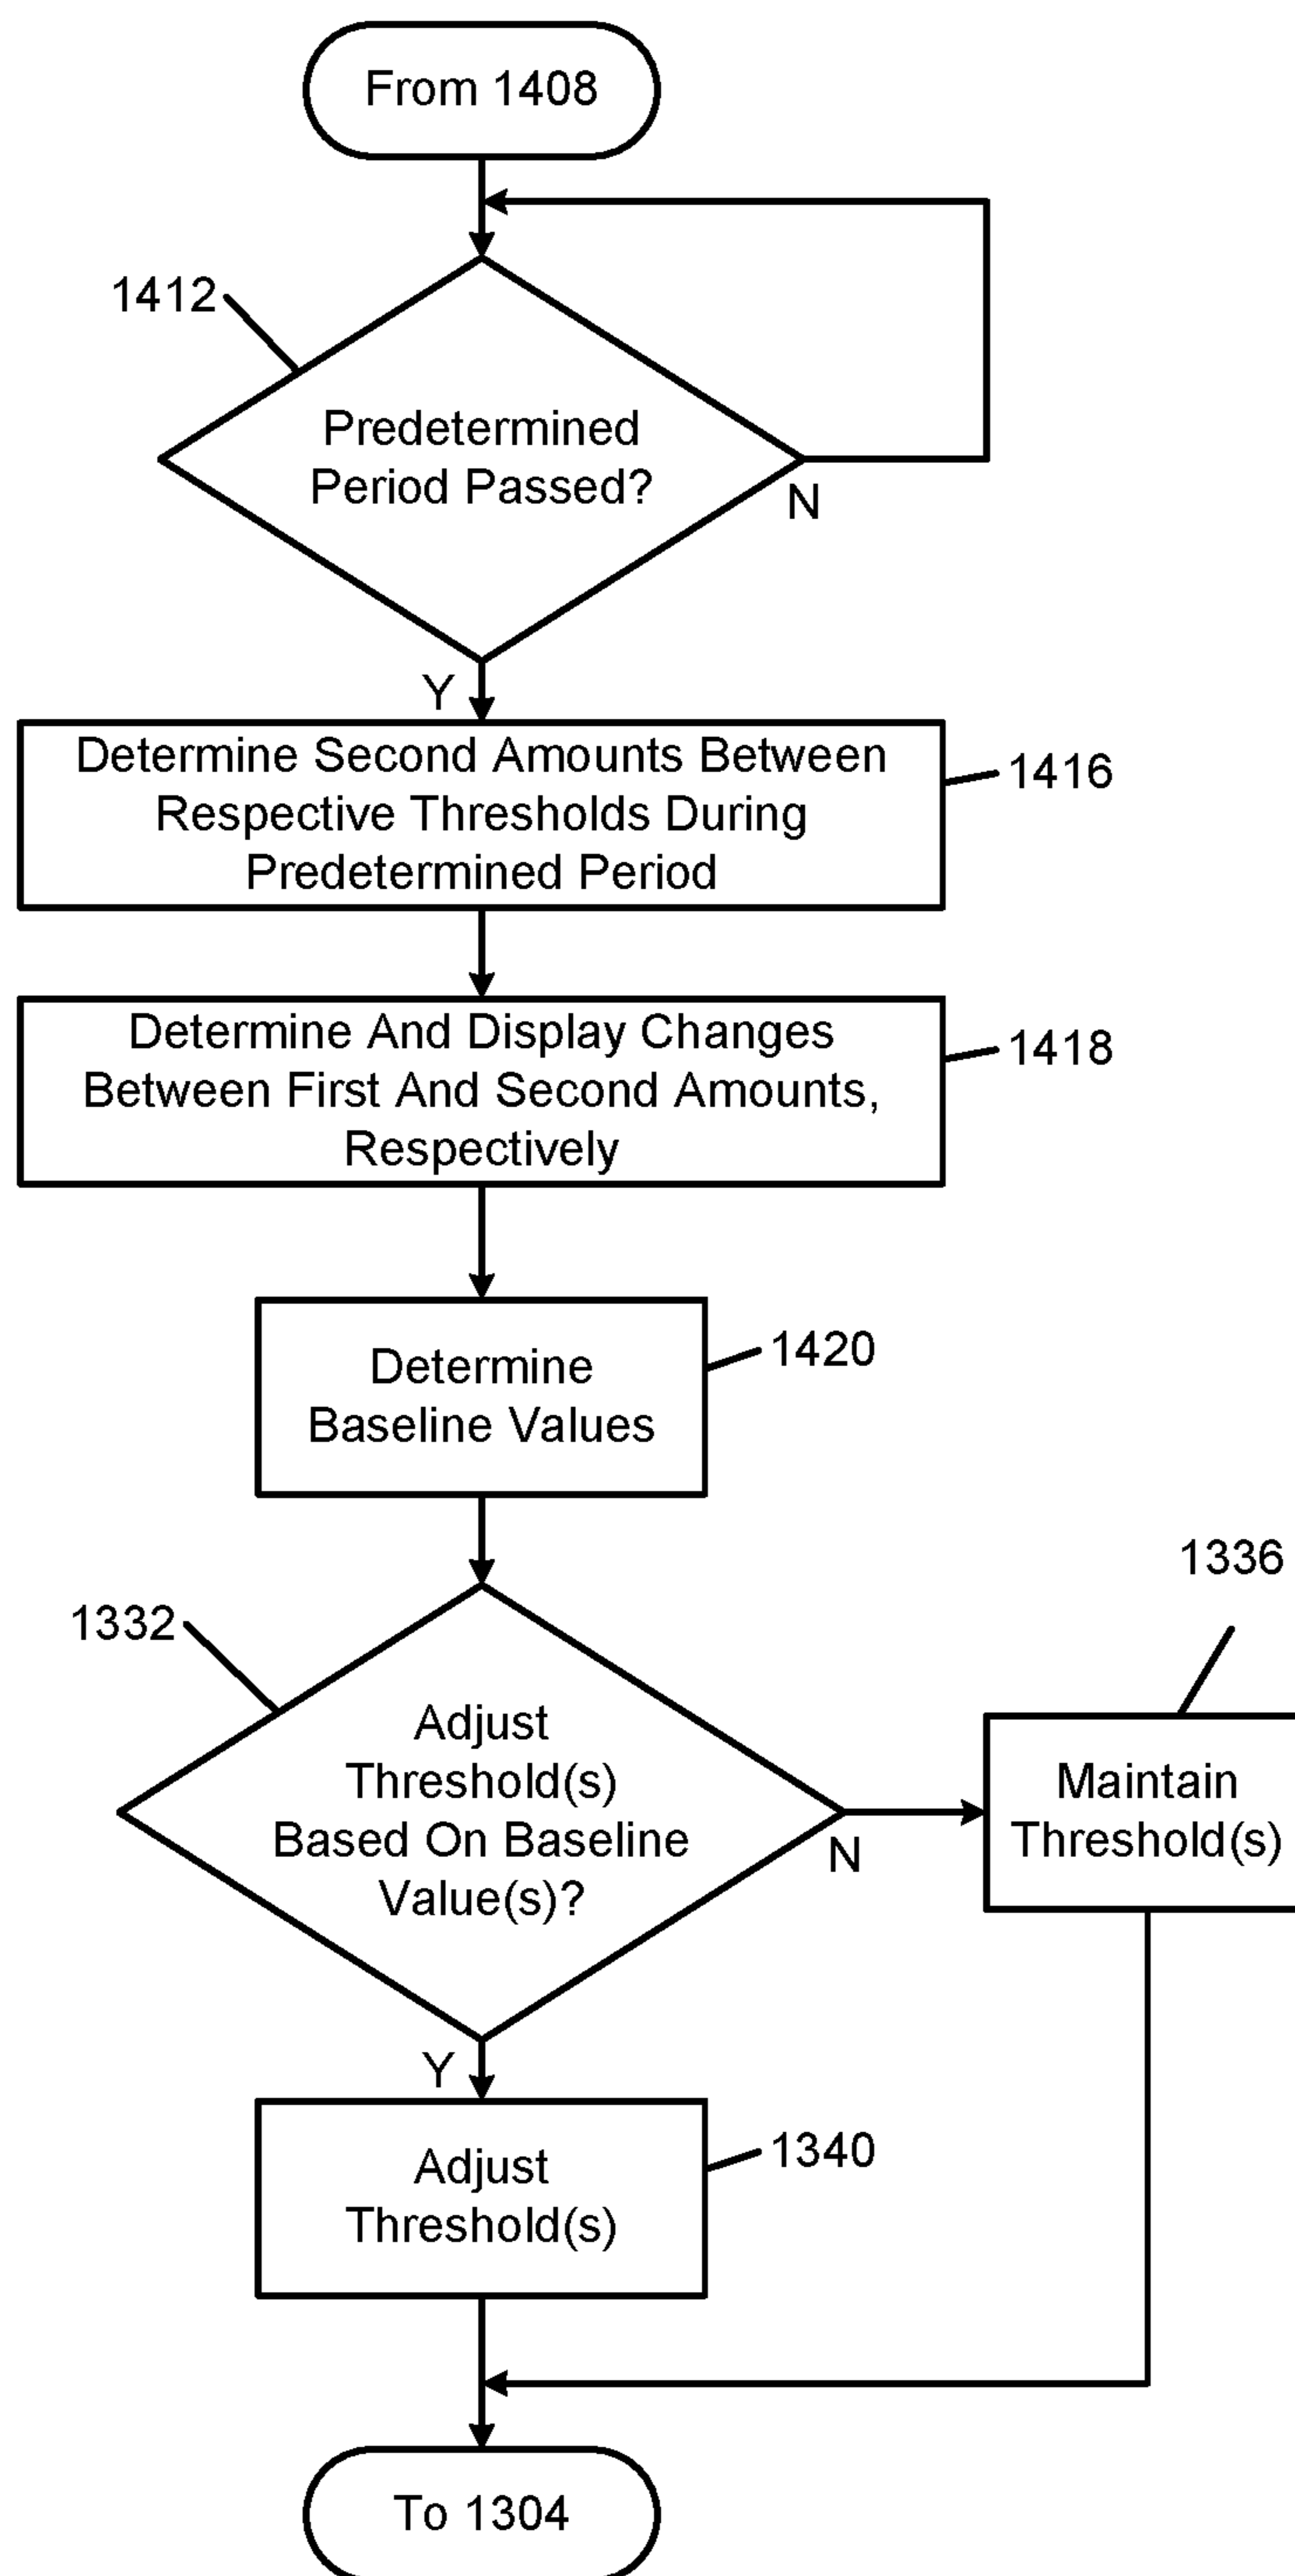 From 1408
1412
Predetermined
Period Passed?
N
Y
Determine Second Amounts Between
Respective Thresholds During
Predetermined Period
1416
Determine And Display Changes
Between First And Second Amounts,
Respectively
1418
Determine
Baseline Values
1420
1332
Adjust
Threshold(s)
Based On Baseline
Value(s)?
N
1336
Maintain
Threshold(s)
Y
Adjust
Threshold(s)
1340
To 1304